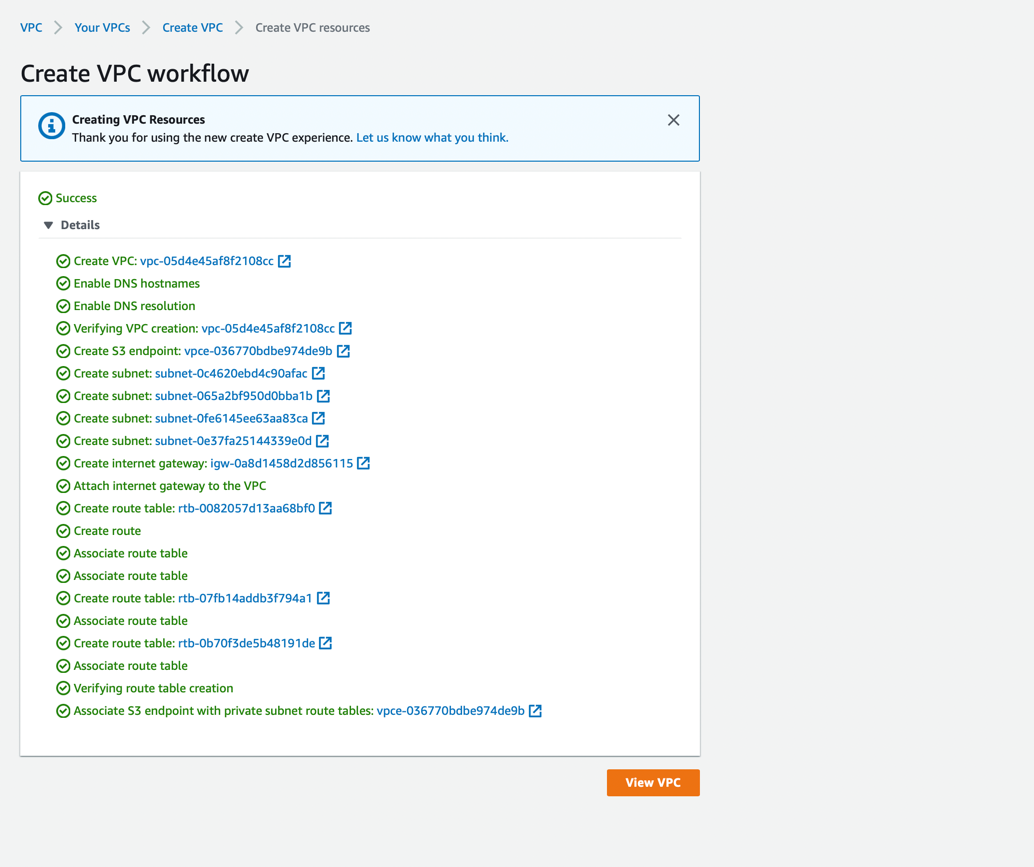 VPC Your VPCs Create VPC Create VPC resources
Create VPC workflow
Creating VPC Resources
Thank you for using the new create VPC experience. Let us know what you think.
Success
Details
Create VPC: vpc-05d4e45af8f2108cc
Enable DNS hostnames
Enable DNS resolution
Verifying VPC creation: vpc-05d4e45af8f2108cc
Create S3 endpoint: vpce-036770bdbe974de9b
Create subnet: subnet-0c4620ebd4c90afac
Create subnet: subnet-065a2bf950d0bba1b
Create subnet: subnet-0fe6145ee63aa83ca
Create subnet: subnet-0e37fa25144339e0d
Create internet gateway: igw-0a8d1458d2d856115
Attach internet gateway to the VPC
Create route table: rtb-0082057d13aa68bf0
Create route
Associate route table
Associate route table
Create route table: rtb-07fb14addb3f794a1
Associate route table
Create route table: rtb-0b70f3de5b48191de
Associate route table
Verifying route table creation
Associate S3 endpoint with private subnet route tables: vpce-036770bdbe974de9b
View VPC